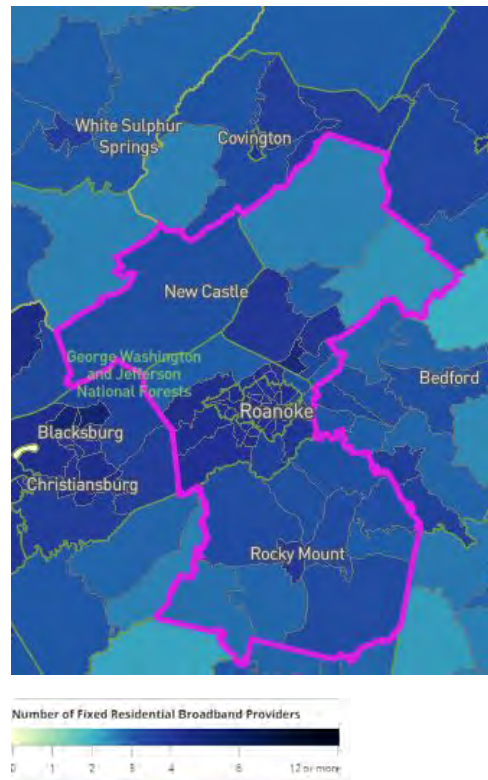 White Sulphur
Springs
Covington
New Castle
George Washington
and Jefferson
National Forests
Bedford
Roanoke
Blacksburg
Christiansburg
Rocky Mount
Number of Fixed Residential Broadband Providers
0 1 2 3 4 6 12 or more